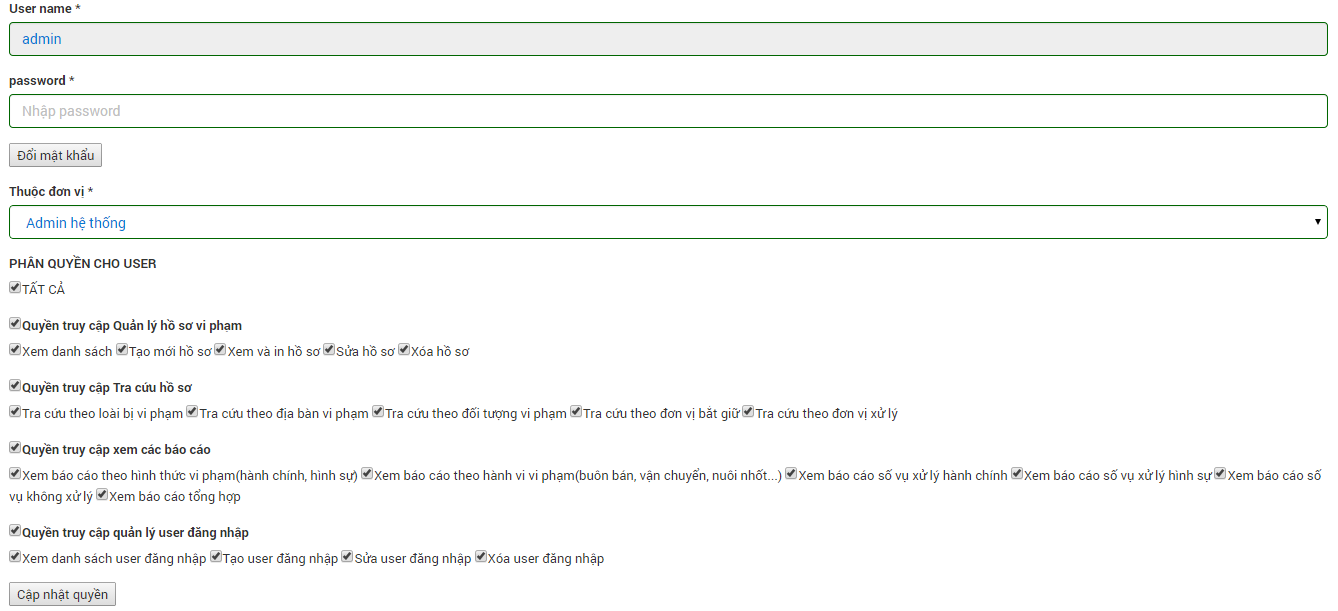 User name *
admin
password *
Nhập password
Đổi mật khẩu
Thuộc đơn vị *
Admin hệ thống
PHÂN QUYỀN CHO USER
TẤT CẢ
Quyền truy cập Quản lý hồ sơ vi phạm
Xem danh sách Tạo mới hồ sơ Xem và in hồ sơ Sửa hồ sơ Xóa hồ sơ
Quyền truy cập Tra cứu hồ sơ
Tra cứu theo loài bị vi phạm Tra cứu theo địa bàn vi phạm Tra cứu theo đối tượng vi phạm Tra cứu theo đơn vị bắt giữ Tra cứu theo đơn vị xử lý
Quyền truy cập xem các báo cáo
Xem báo cáo theo hình thức vi phạm(hành chính, hình sự) Xem báo cáo theo hành vi vi phạm(buôn bán, vận chuyển, nuôi nhốt...) Xem báo cáo số vụ xử lý hành chính Xem báo cáo số vụ xử lý hình sự Xem báo cáo số
vụ không xử lý Xem báo cáo tổng hợp
Quyền truy cập quản lý user đăng nhập
Xem danh sách user đăng nhập Tạo user đăng nhập Sửa user đăng nhập Xóa user đăng nhập
Cập nhật quyền